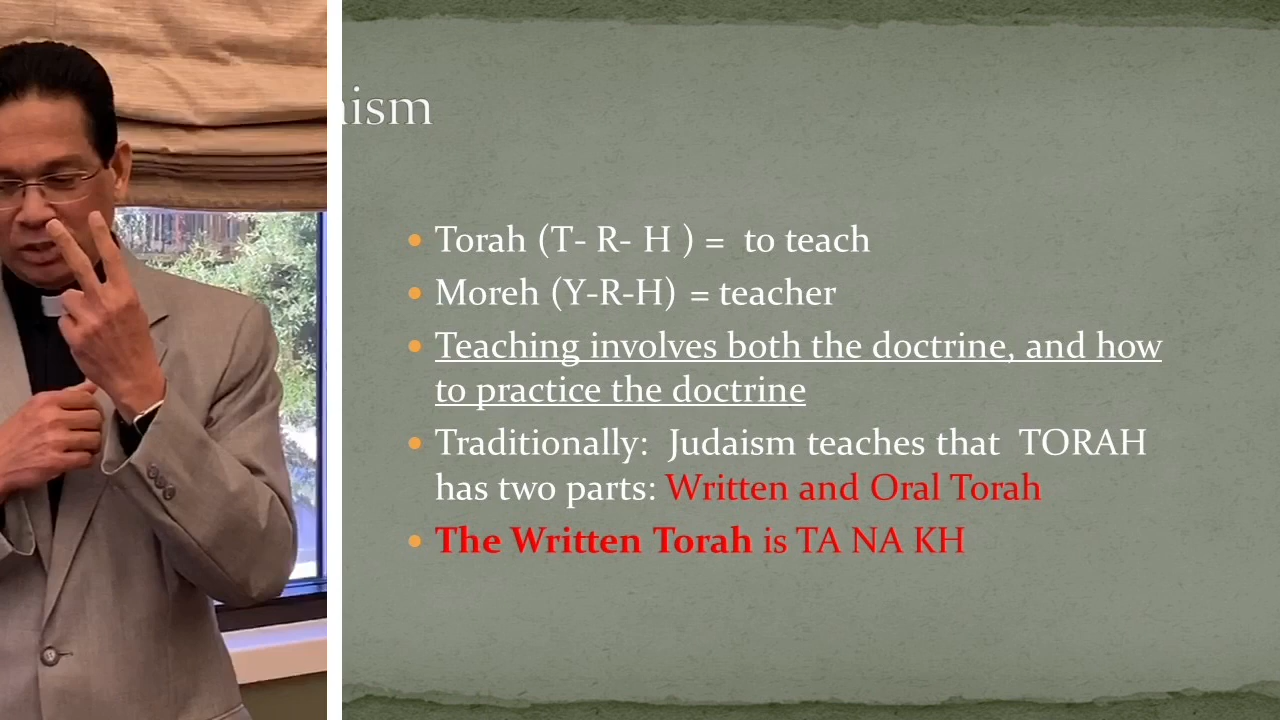 aism
Torah (T- R- H ) = to teach
Moreh (Y-R-H) = teacher
Teaching involves both the doctrine, and how
to practice the doctrine
Traditionally: Judaism teaches that TORAH
has two parts: Written and Oral Torah
The Written Torah is TA NA KH